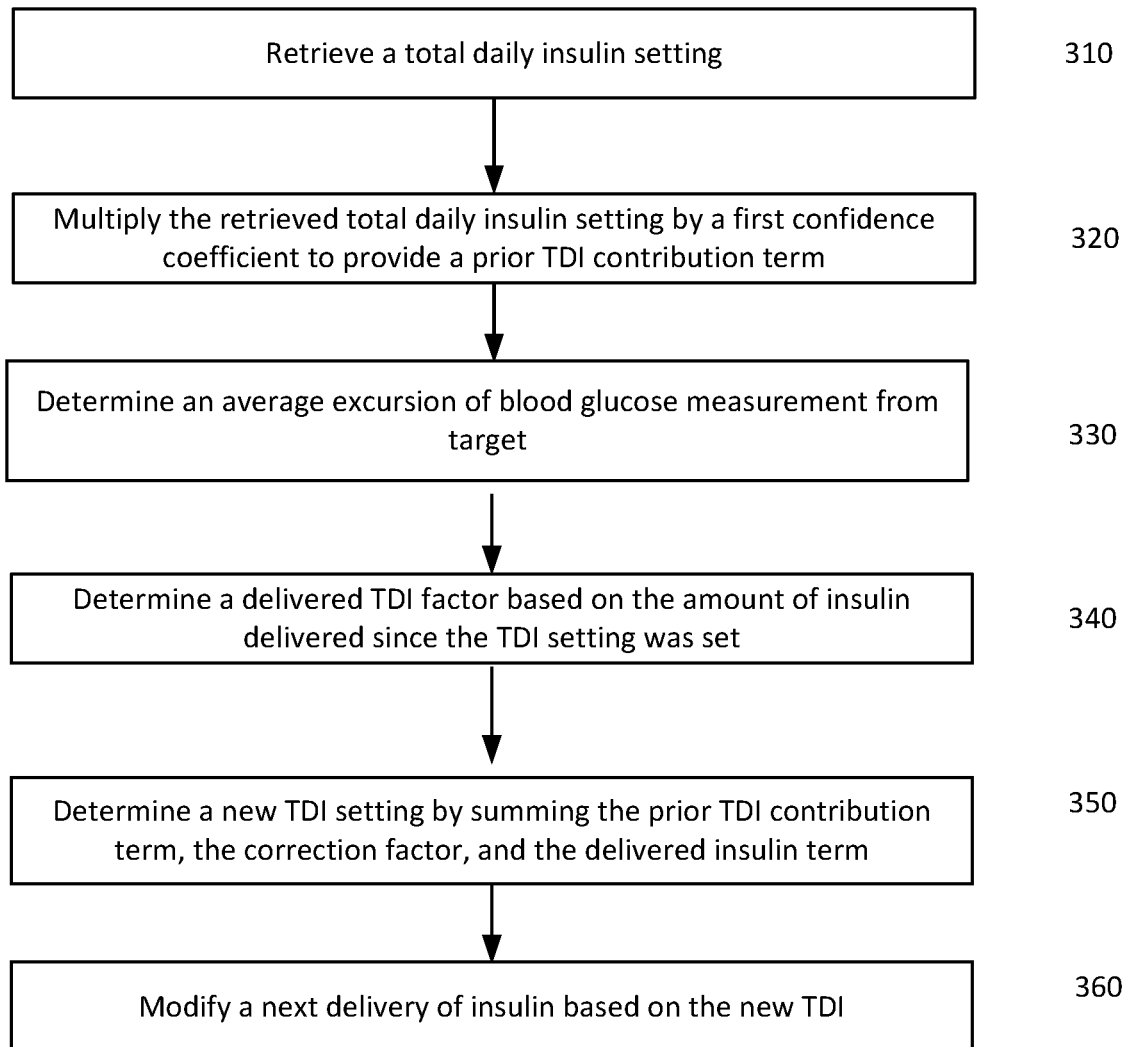 Retrieve a total daily insulin setting
310
Multiply the retrieved total daily insulin setting by a first confidence
coefficient to provide a prior TDI contribution term
320
Determine an average excursion of blood glucose measurement from
target
330
Determine a delivered TDI factor based on the amount of insulin
delivered since the TDI setting was set
340
Determine a new TDI setting by summing the prior TDI contribution
term, the correction factor, and the delivered insulin term
350
Modify a next delivery of insulin based on the new TDI
360